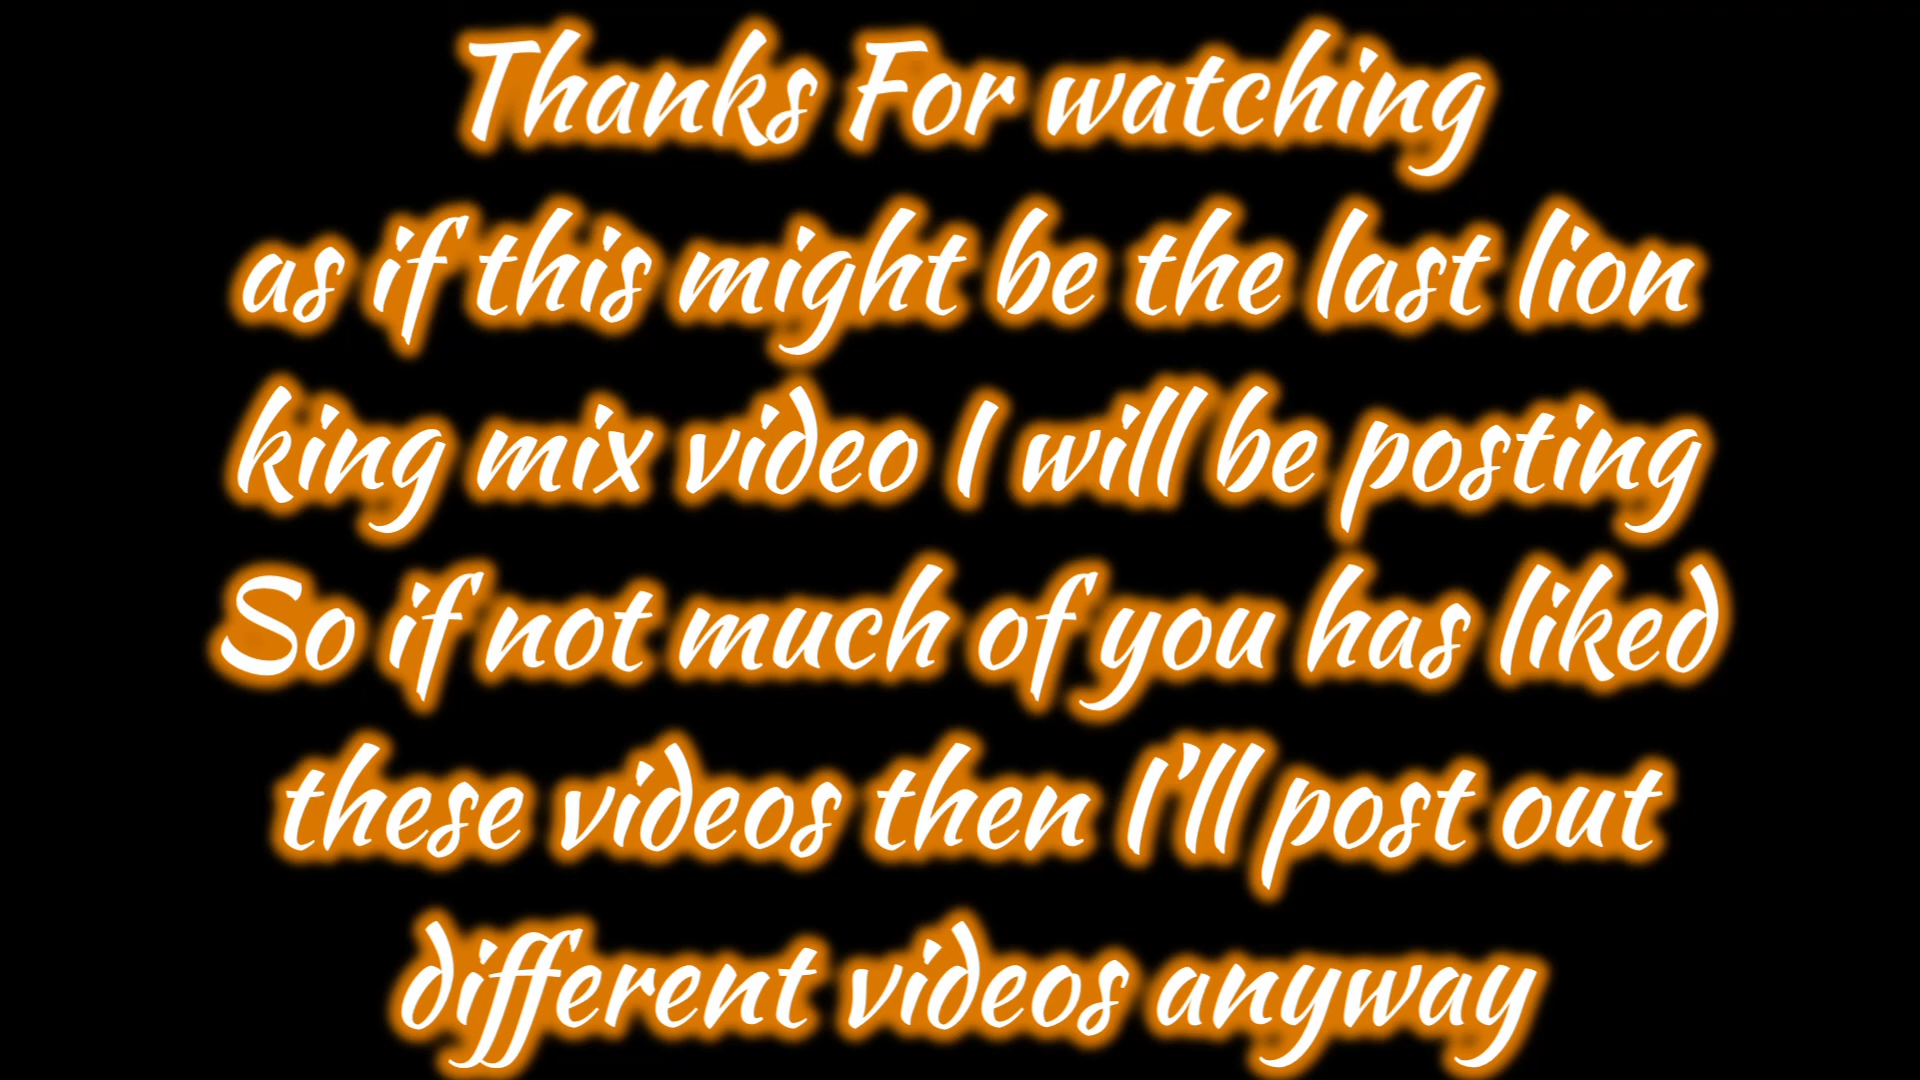 Thanks For watching
as if this might be the last lion
king mix video I will be posting
So if not much of you has liked
these videos then I'll post out
different videos anyway